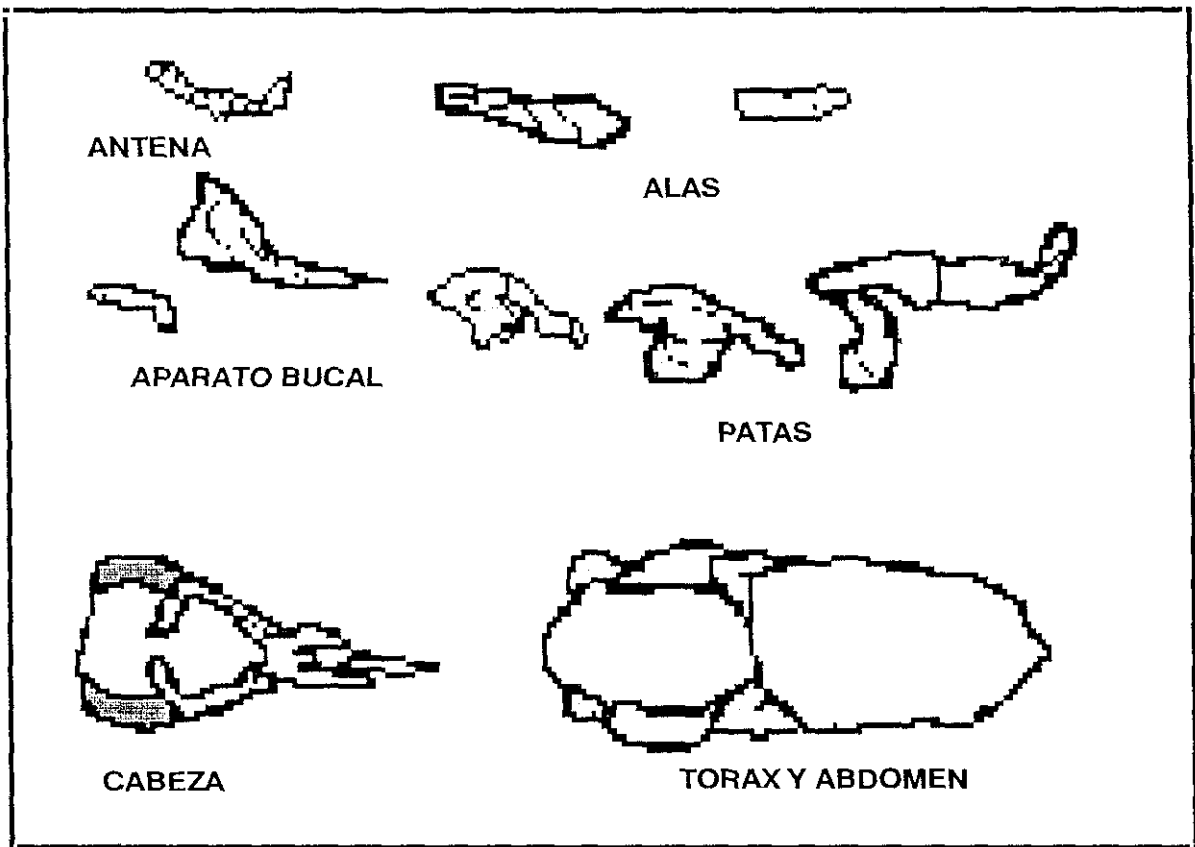 ANTENA
ALAS
APARATO BUCAL
PATAS
CABEZA
TORAX Y ABDOMEN